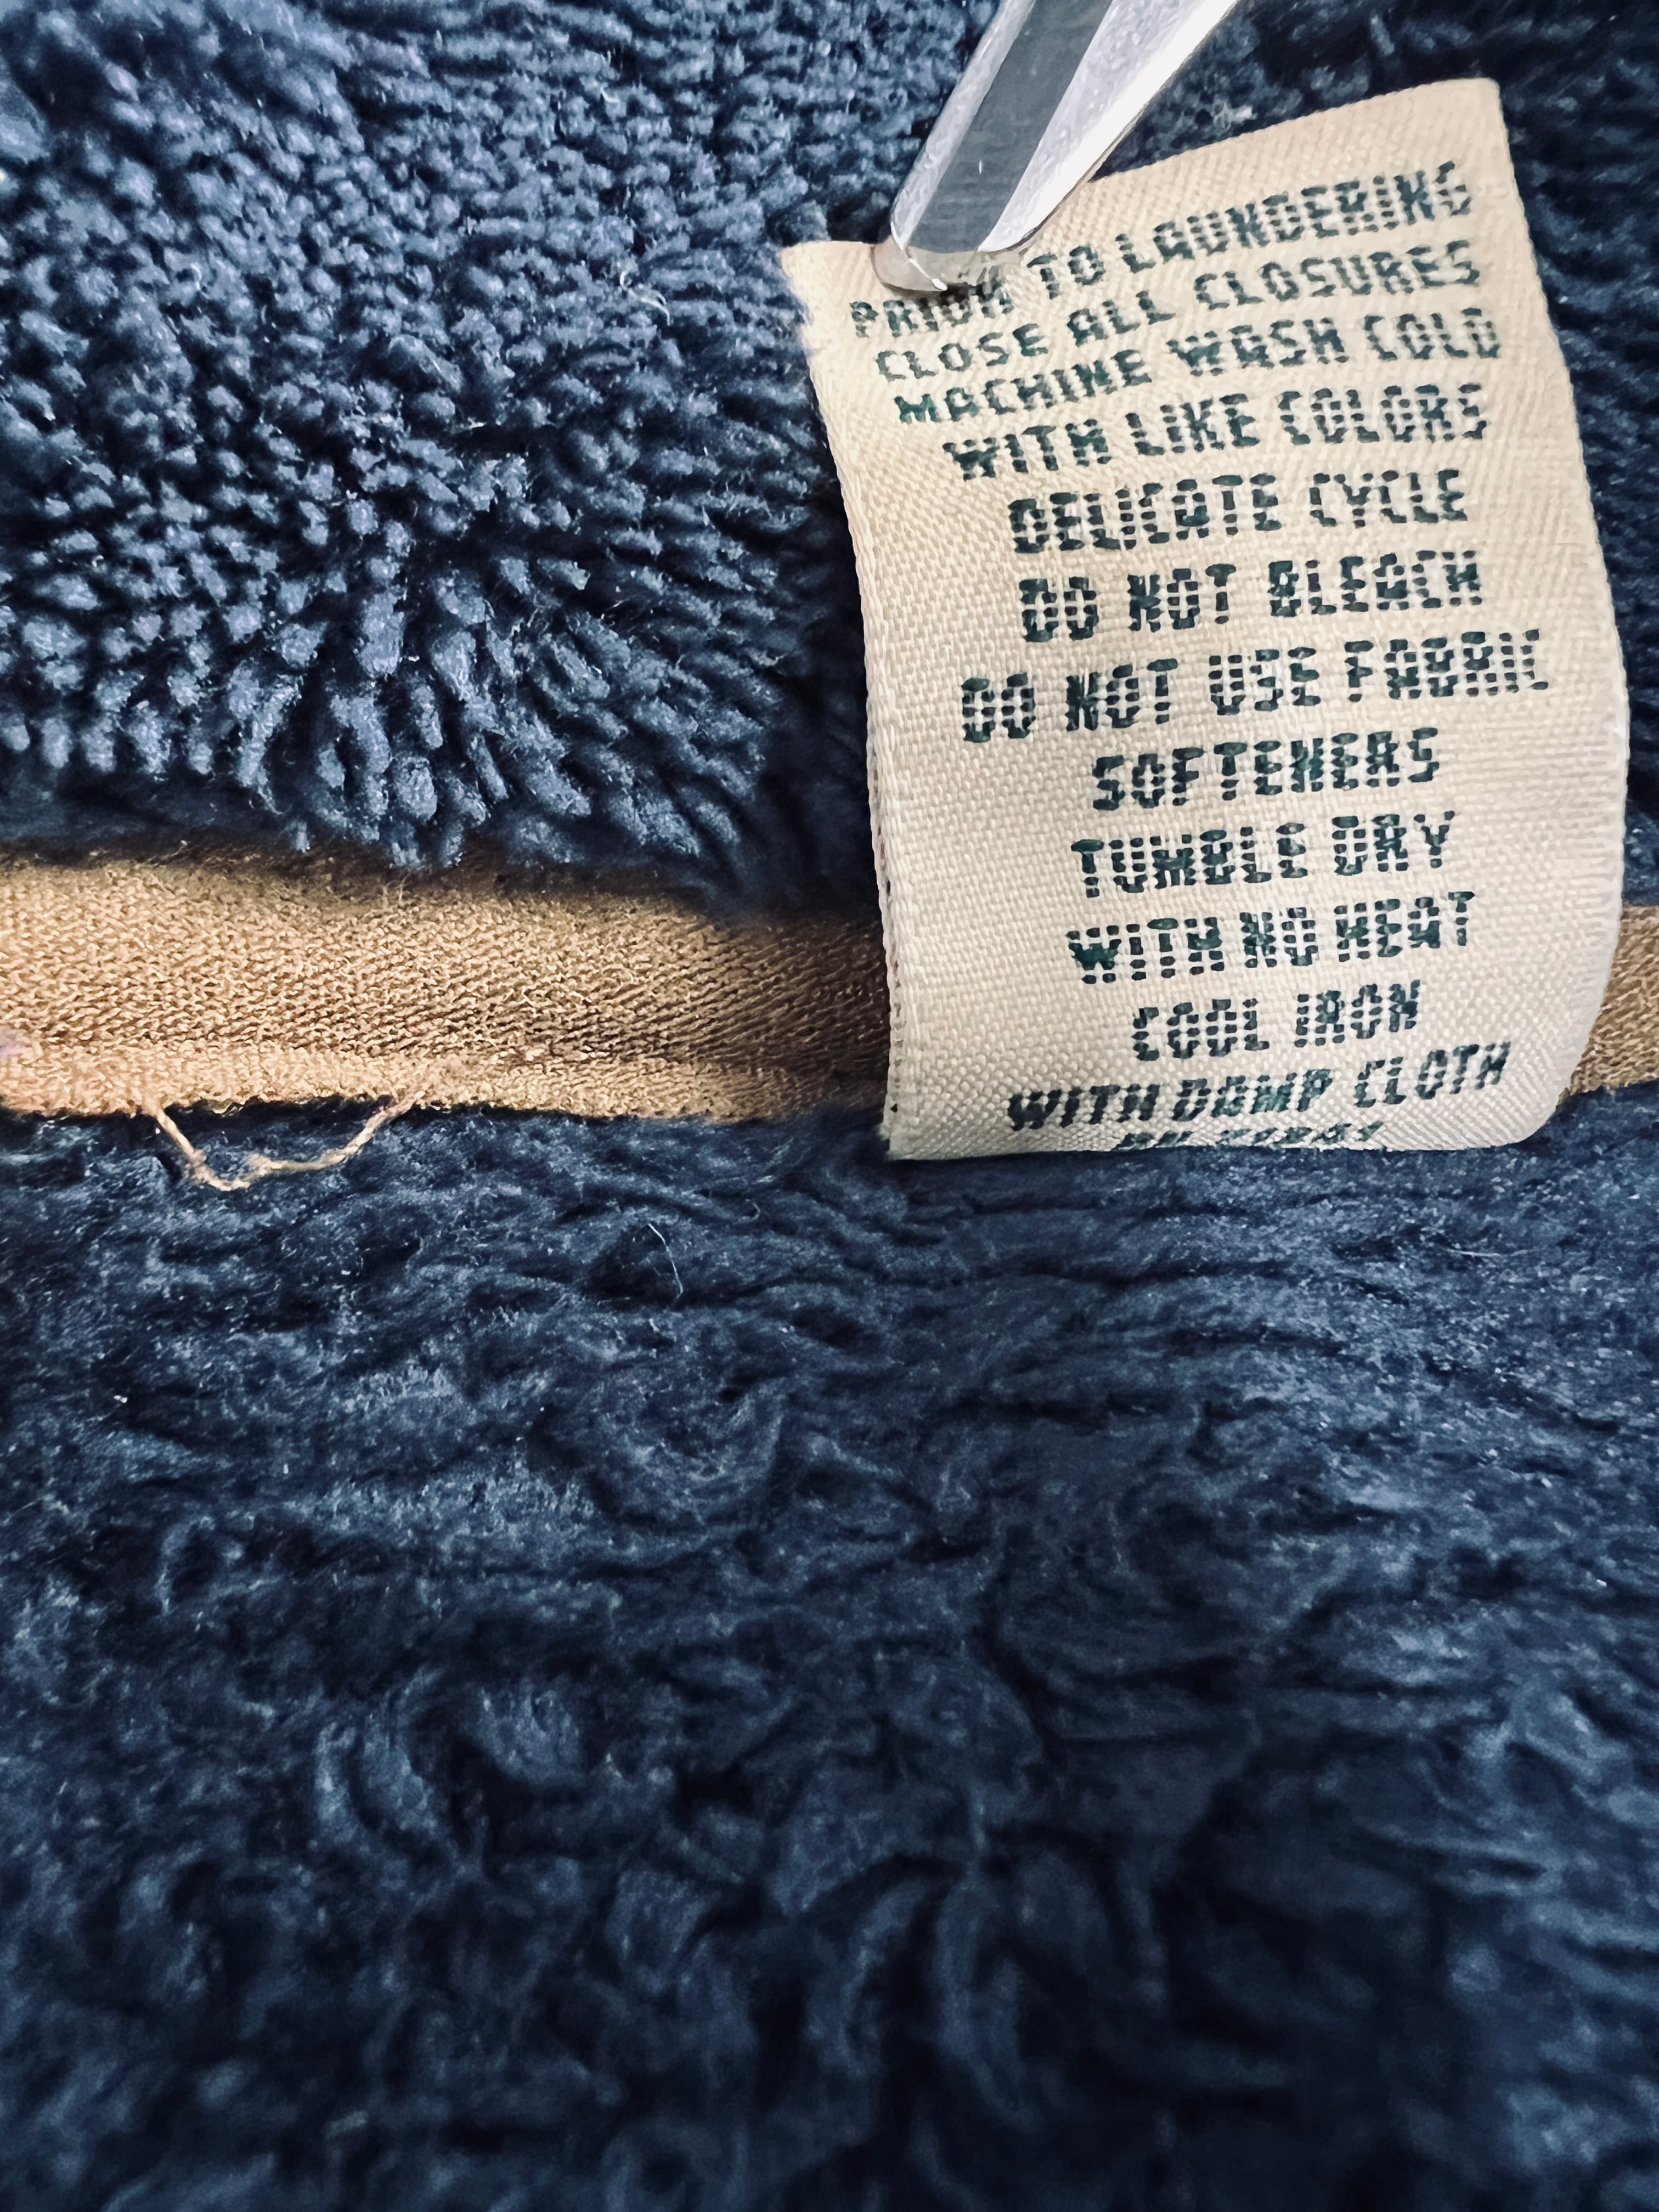 PRIOR TO LAUNDERING
CLOSE ALL CLOSURES
MACHINE WASH COLD
WITH LIKE COLORS
DELICATE CYCLE
DO NOT BLEACH
DO NOT USE FABRIC
SOFTENERS
TUMBLE DRY
WITH NO HEAT
COOL IRON
WITH DAMP CLOTH